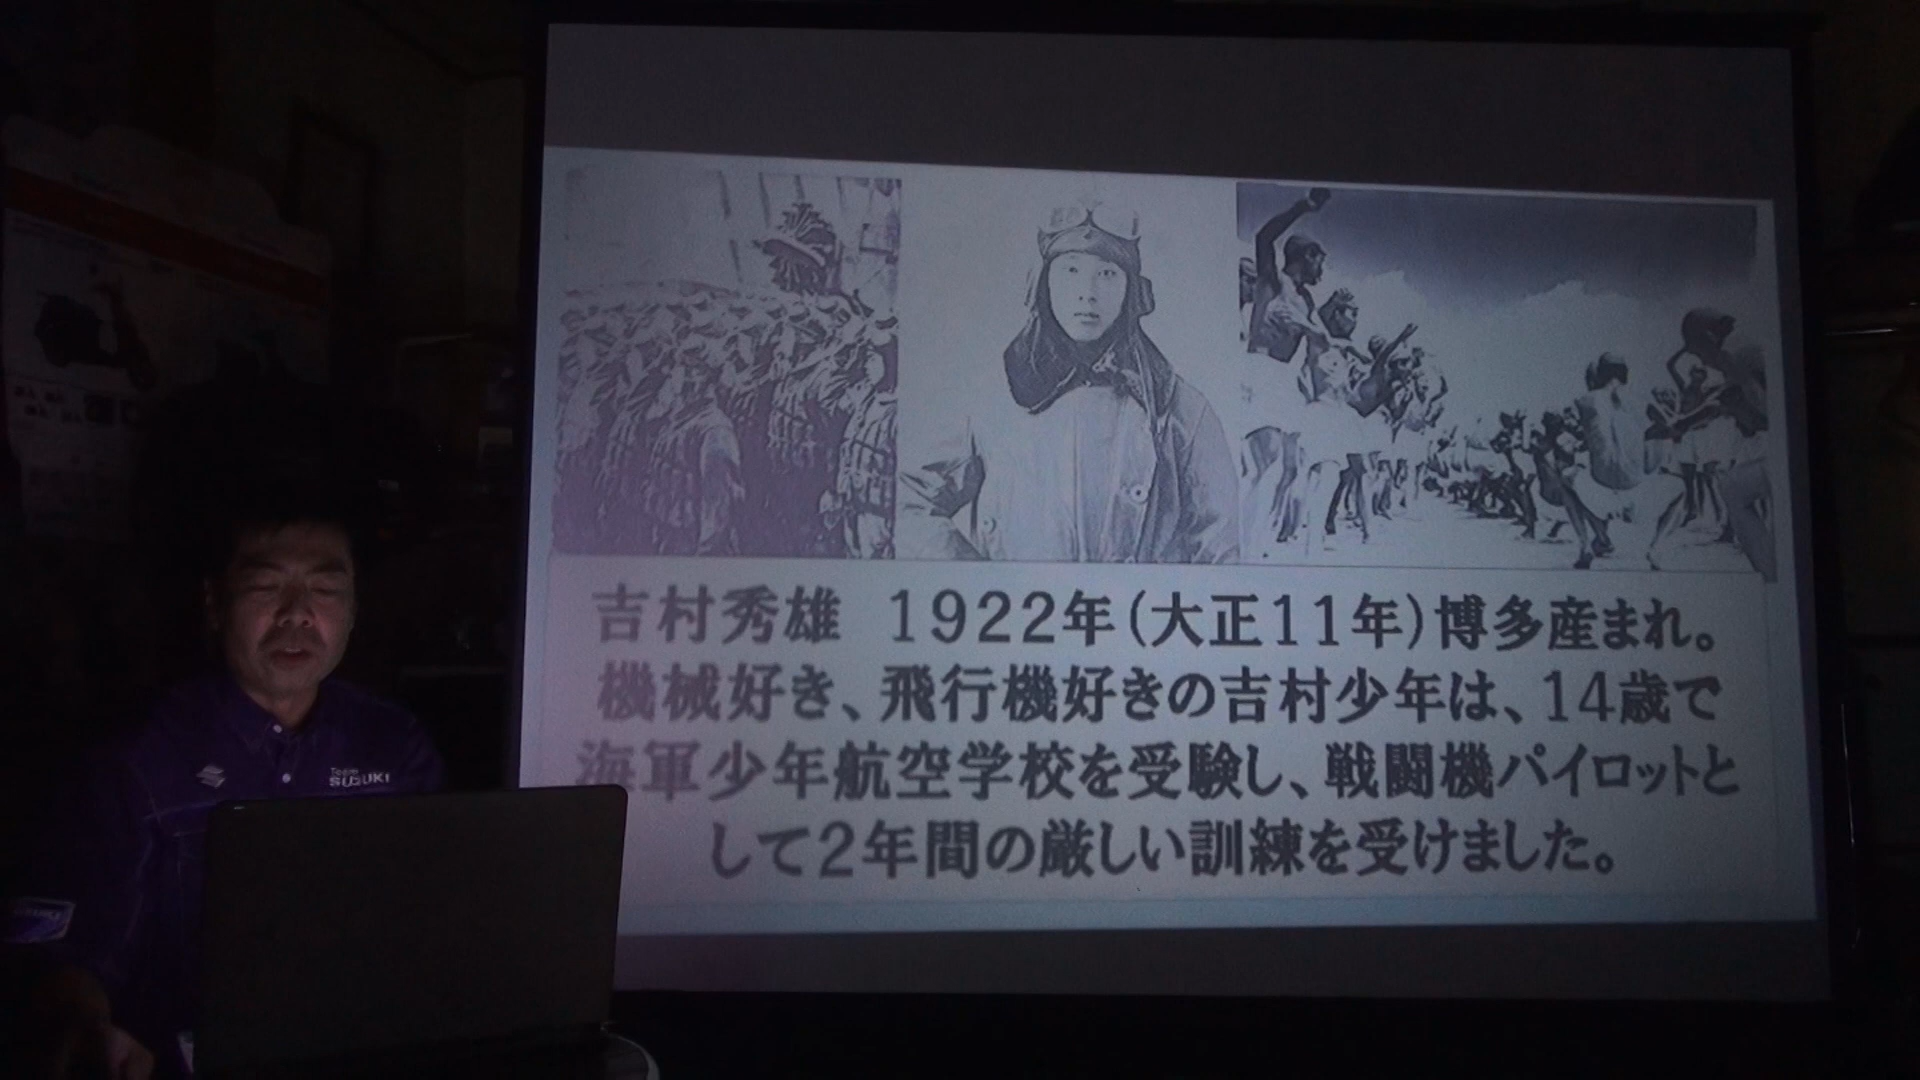 吉村秀雄　1922年(大正11年)博多産まれ。
機械好き、飛行機好きの吉村少年は、14歳で
海軍少年航空学校を受験し、戦闘機パイロットと
して2年間の厳しい訓練を受けました。
Team
SUZUKI